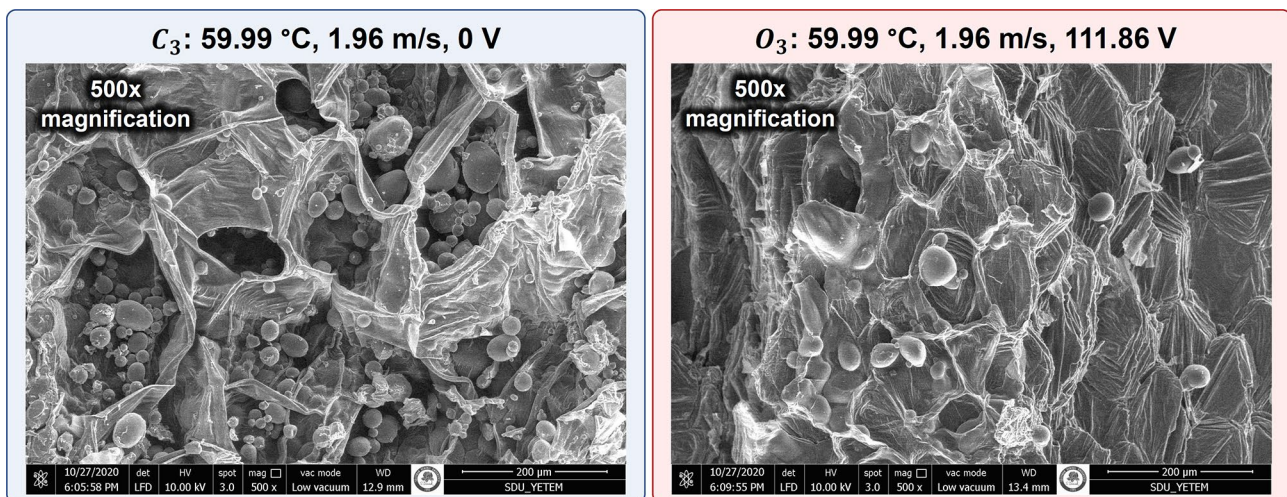 C₃: 59.99 °C, 1.96 m/s, 0 V
500x
magnification
10/27/2020 det HV spot mag vac mode WD 200 µm
6:05:58 PM LFD 10.00 kV 3.0 500 x Low vacuum 12.9 mm SDU_YETEM
O₃: 59.99 °C, 1.96 m/s, 111.86 V
500x
magnification
10/27/2020 det HV spot mag vac mode WD 200 µm
6:09:55 PM LFD 10.00 kV 3.0 500 x Low vacuum 13.4 mm SDU_YETEM